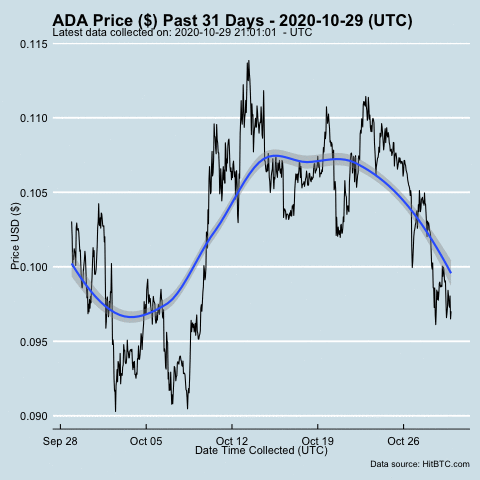 ADA Price ($) Past 31 Days - 2020-10-29 (UTC)
Latest data collected on: 2020-10-29 21:01:01 - UTC
0.115
0.110
0.105
0.100
0.095
0.090
Price USD ($)
Sep 28 Oct 05 Oct 12 Oct 19 Oct 26
Date Time Collected (UTC)
Data source: HitBTC.com